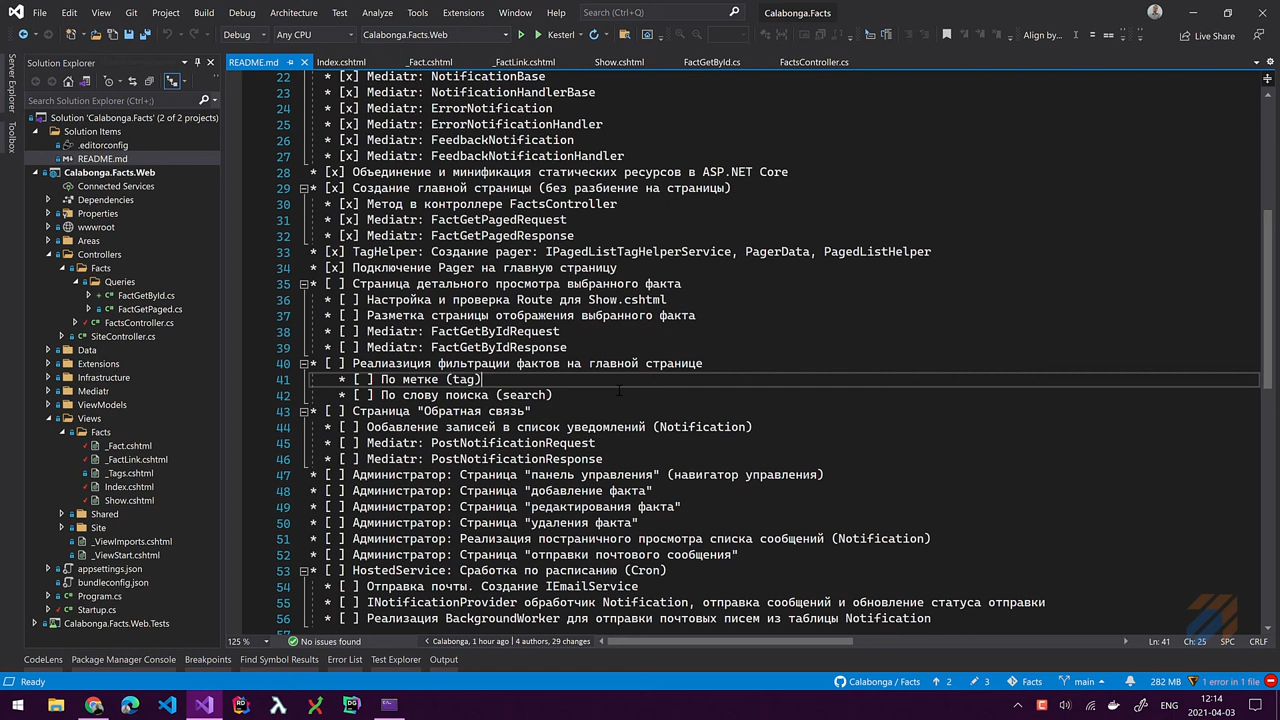 File Edit View Git Project Build Debug Architecture Test Analyze Tools Extensions Window Help Search (Ctrl+;) Calabonga.Facts
Debug Any CPU Calabonga.Facts.Web Kestrel Align by... Live Share
Server Explorer
Toolbox
Solution Explorer
Search Solution Explorer (Ctrl+;)
Solution 'Calabonga.Facts' (2 of 2 projects)
Solution Items
.editorconfig
README.md
Calabonga.Facts.Web
Connected Services
Dependencies
Properties
wwwroot
Areas
Controllers
Facts
Queries
FactGetById.cs
FactGetPaged.cs
FactsController.cs
SiteController.cs
Data
Extensions
Infrastructure
Mediatr
ViewModels
Views
Facts
_Fact.cshtml
_FactLink.cshtml
_Tags.cshtml
Index.cshtml
Show.cshtml
Shared
Site
_ViewImports.cshtml
_ViewStart.cshtml
appsettings.json
bundleconfig.json
Program.cs
Startup.cs
Calabonga.Facts.Web.Tests
README.md Index.cshtml _Fact.cshtml _FactLink.cshtml Show.cshtml FactGetById.cs FactsController.cs
22 * [x] Mediatr: NotificationBase
23 * [x] Mediatr: NotificationHandlerBase
24 * [x] Mediatr: ErrorNotification
25 * [x] Mediatr: ErrorNotificationHandler
26 * [x] Mediatr: FeedbackNotification
27 * [x] Mediatr: FeedbackNotificationHandler
28 * [x] Объединение и минификация статических ресурсов в ASP.NET Core
29 * [x] Создание главной страницы (без разбиение на страницы)
30 * [x] Метод в контроллере FactsController
31 * [x] Mediatr: FactGetPagedRequest
32 * [x] Mediatr: FactGetPagedResponse
33 * [x] TagHelper: Создание pager: IPagedListTagHelperService, PagerData, PagedListHelper
34 * [x] Подключение Pager на главную страницу
35 * [ ] Страница детального просмотра выбранного факта
36 * [ ] Настройка и проверка Route для Show.cshtml
37 * [ ] Разметка страницы отображения выбранного факта
38 * [ ] Mediatr: FactGetByIdRequest
39 * [ ] Mediatr: FactGetByIdResponse
40 * [ ] Реалиазиция фильтрации фактов на главной странице
41 * [ ] По метке (tag)
42 * [ ] По слову поиска (search)
43 * [ ] Страница "Обратная связь"
44 * [ ] Ообавление записей в список уведомлений (Notification)
45 * [ ] Mediatr: PostNotificationRequest
46 * [ ] Mediatr: PostNotificationResponse
47 * [ ] Администратор: Страница "панель управления" (навигатор управления)
48 * [ ] Администратор: Страница "добавление факта"
49 * [ ] Администратор: Страница "редактирования факта"
50 * [ ] Администратор: Страница "удаления факта"
51 * [ ] Администратор: Реализация постраничного просмотра списка сообщений (Notification)
52 * [ ] Администратор: Страница "отправки почтового сообщения"
53 * [ ] HostedService: Сработка по расписанию (Cron)
54 * [ ] Отправка почты. Создание IEmailService
55 * [ ] INotificationProvider обработчик Notification, отправка сообщений и обновление статуса отправки
56 * [ ] Реализация BackgroundWorker для отправки почтовых писем из таблицы Notification
125 % No issues found Calabonga, 1 hour ago | 4 authors, 29 changes Ln: 41 Ch: 25 SPC CRLF
CodeLens Package Manager Console Breakpoints Find Symbol Results Error List Test Explorer Output
Ready Calabonga / Facts 2 3 Facts main 282 MB 1 error in 1 file
ENG 12:14
2021-04-03